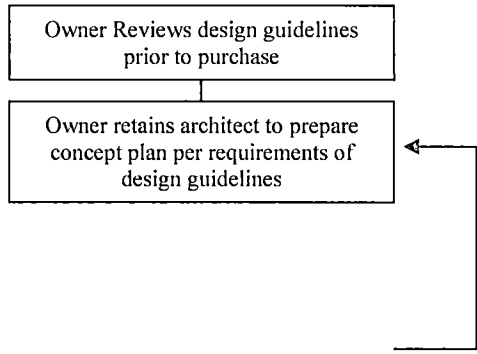 Owner Reviews design guidelines
prior to purchase
Owner retains architect to prepare
concept plan per requirements of
design guidelines